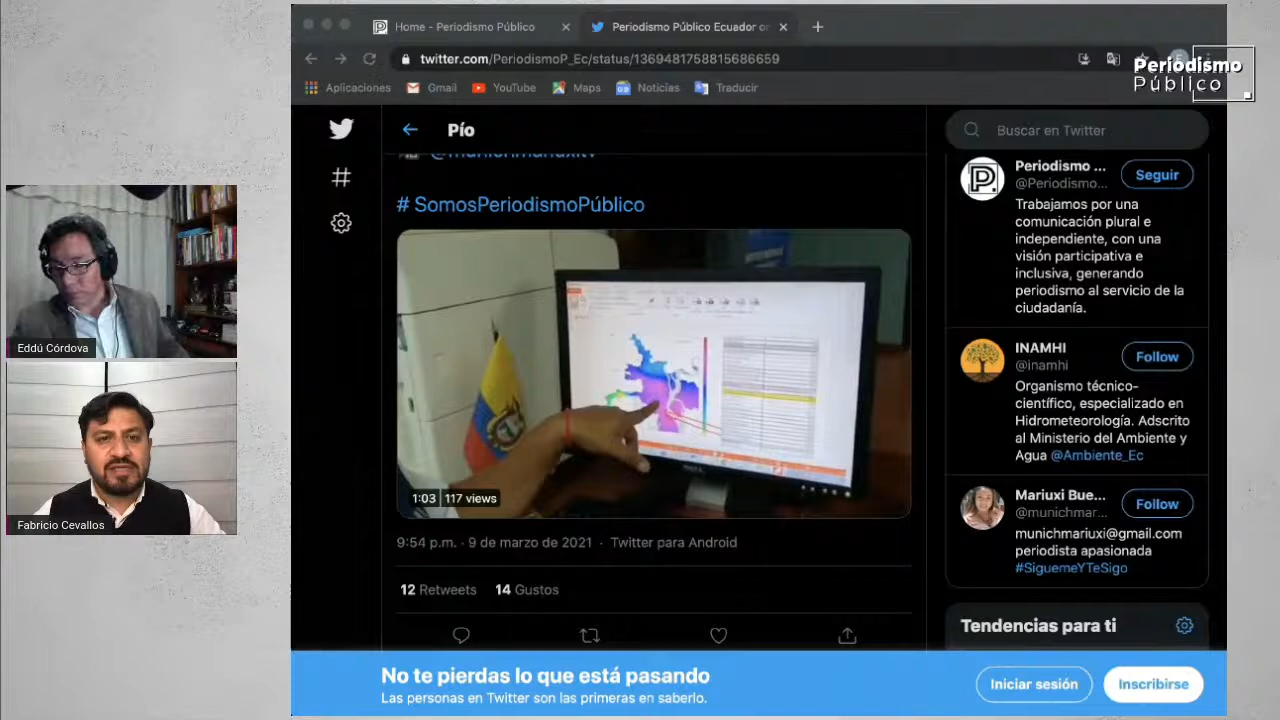 Home - Periodismo Público
Periodismo Público Ecuador or
twitter.com/PeriodismoP_Ec/status/1369481758815686659
Aplicaciones
Gmail
YouTube
Maps
Noticias
Traducir
Periodismo
Público
Pío
Buscar en Twitter
@munichmariuxitv
# SomosPeriodismoPúblico
1:03
117 views
9:54 p.m. · 9 de marzo de 2021 · Twitter para Android
12 Retweets
14 Gustos
Periodismo ...
@Periodismo...
Seguir
Trabajamos por una
comunicación plural e
independiente, con una
visión participativa e
inclusiva, generando
periodismo al servicio de la
ciudadanía.
INAMHI
@inamhi
Follow
Organismo técnico-
científico, especializado en
Hidrometeorología. Adscrito
al Ministerio del Ambiente y
Agua @Ambiente_Ec
Mariuxi Bue...
@munichmar...
Follow
munichmariuxi@gmail.com
periodista apasionada
#SiguemeYTeSigo
Tendencias para ti
No te pierdas lo que está pasando
Las personas en Twitter son las primeras en saberlo.
Iniciar sesión
Inscribirse
Eddú Córdova
Fabricio Cevallos